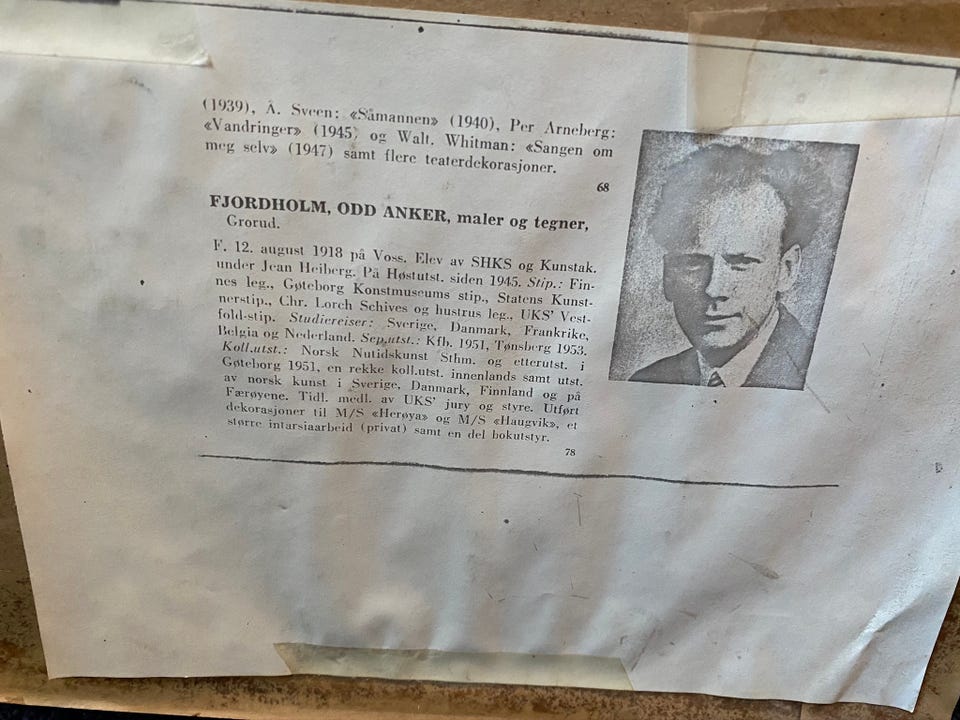 (1939), Å. Sveen: «Såmannen» (1940), Per Arneberg:
«Vandringer» (1945) og Walt. Whitman: «Sangen om
meg selv» (1947) samt flere teaterdekorasjoner.
68
FJORDHOLM, ODD ANKER, maler og tegner,
Grorud.
F. 12. august 1918 på Voss. Elev av SHKS og Kunstak.
under Jean Heiberg. På Høstutst. siden 1945. Stip.: Fin-
nes leg., Gøteborg Konstmuseums stip., Statens Kunst-
nerstip., Chr. Lorch Schives og hustrus leg., UKS' Vest-
fold-stip. Studiereiser: Sverige, Danmark, Frankrike,
Belgia og Nederland. Sep.utst.: Kfh. 1951, Tønsberg 1953.
Koll.utst.: Norsk Nutidskunst Sthm. og etterutst. i
Gøteborg 1951, en rekke koll.utst. innenlands samt utst.
av norsk kunst i Sverige, Danmark, Finnland og på
Færøyene. Tidl. medl. av UKS' jury og styre. Utført
dekorasjoner til M/S «Herøya» og M/S «Haugvik», et
større intarsiaarbeid (privat) samt en del bokutstyr.
78